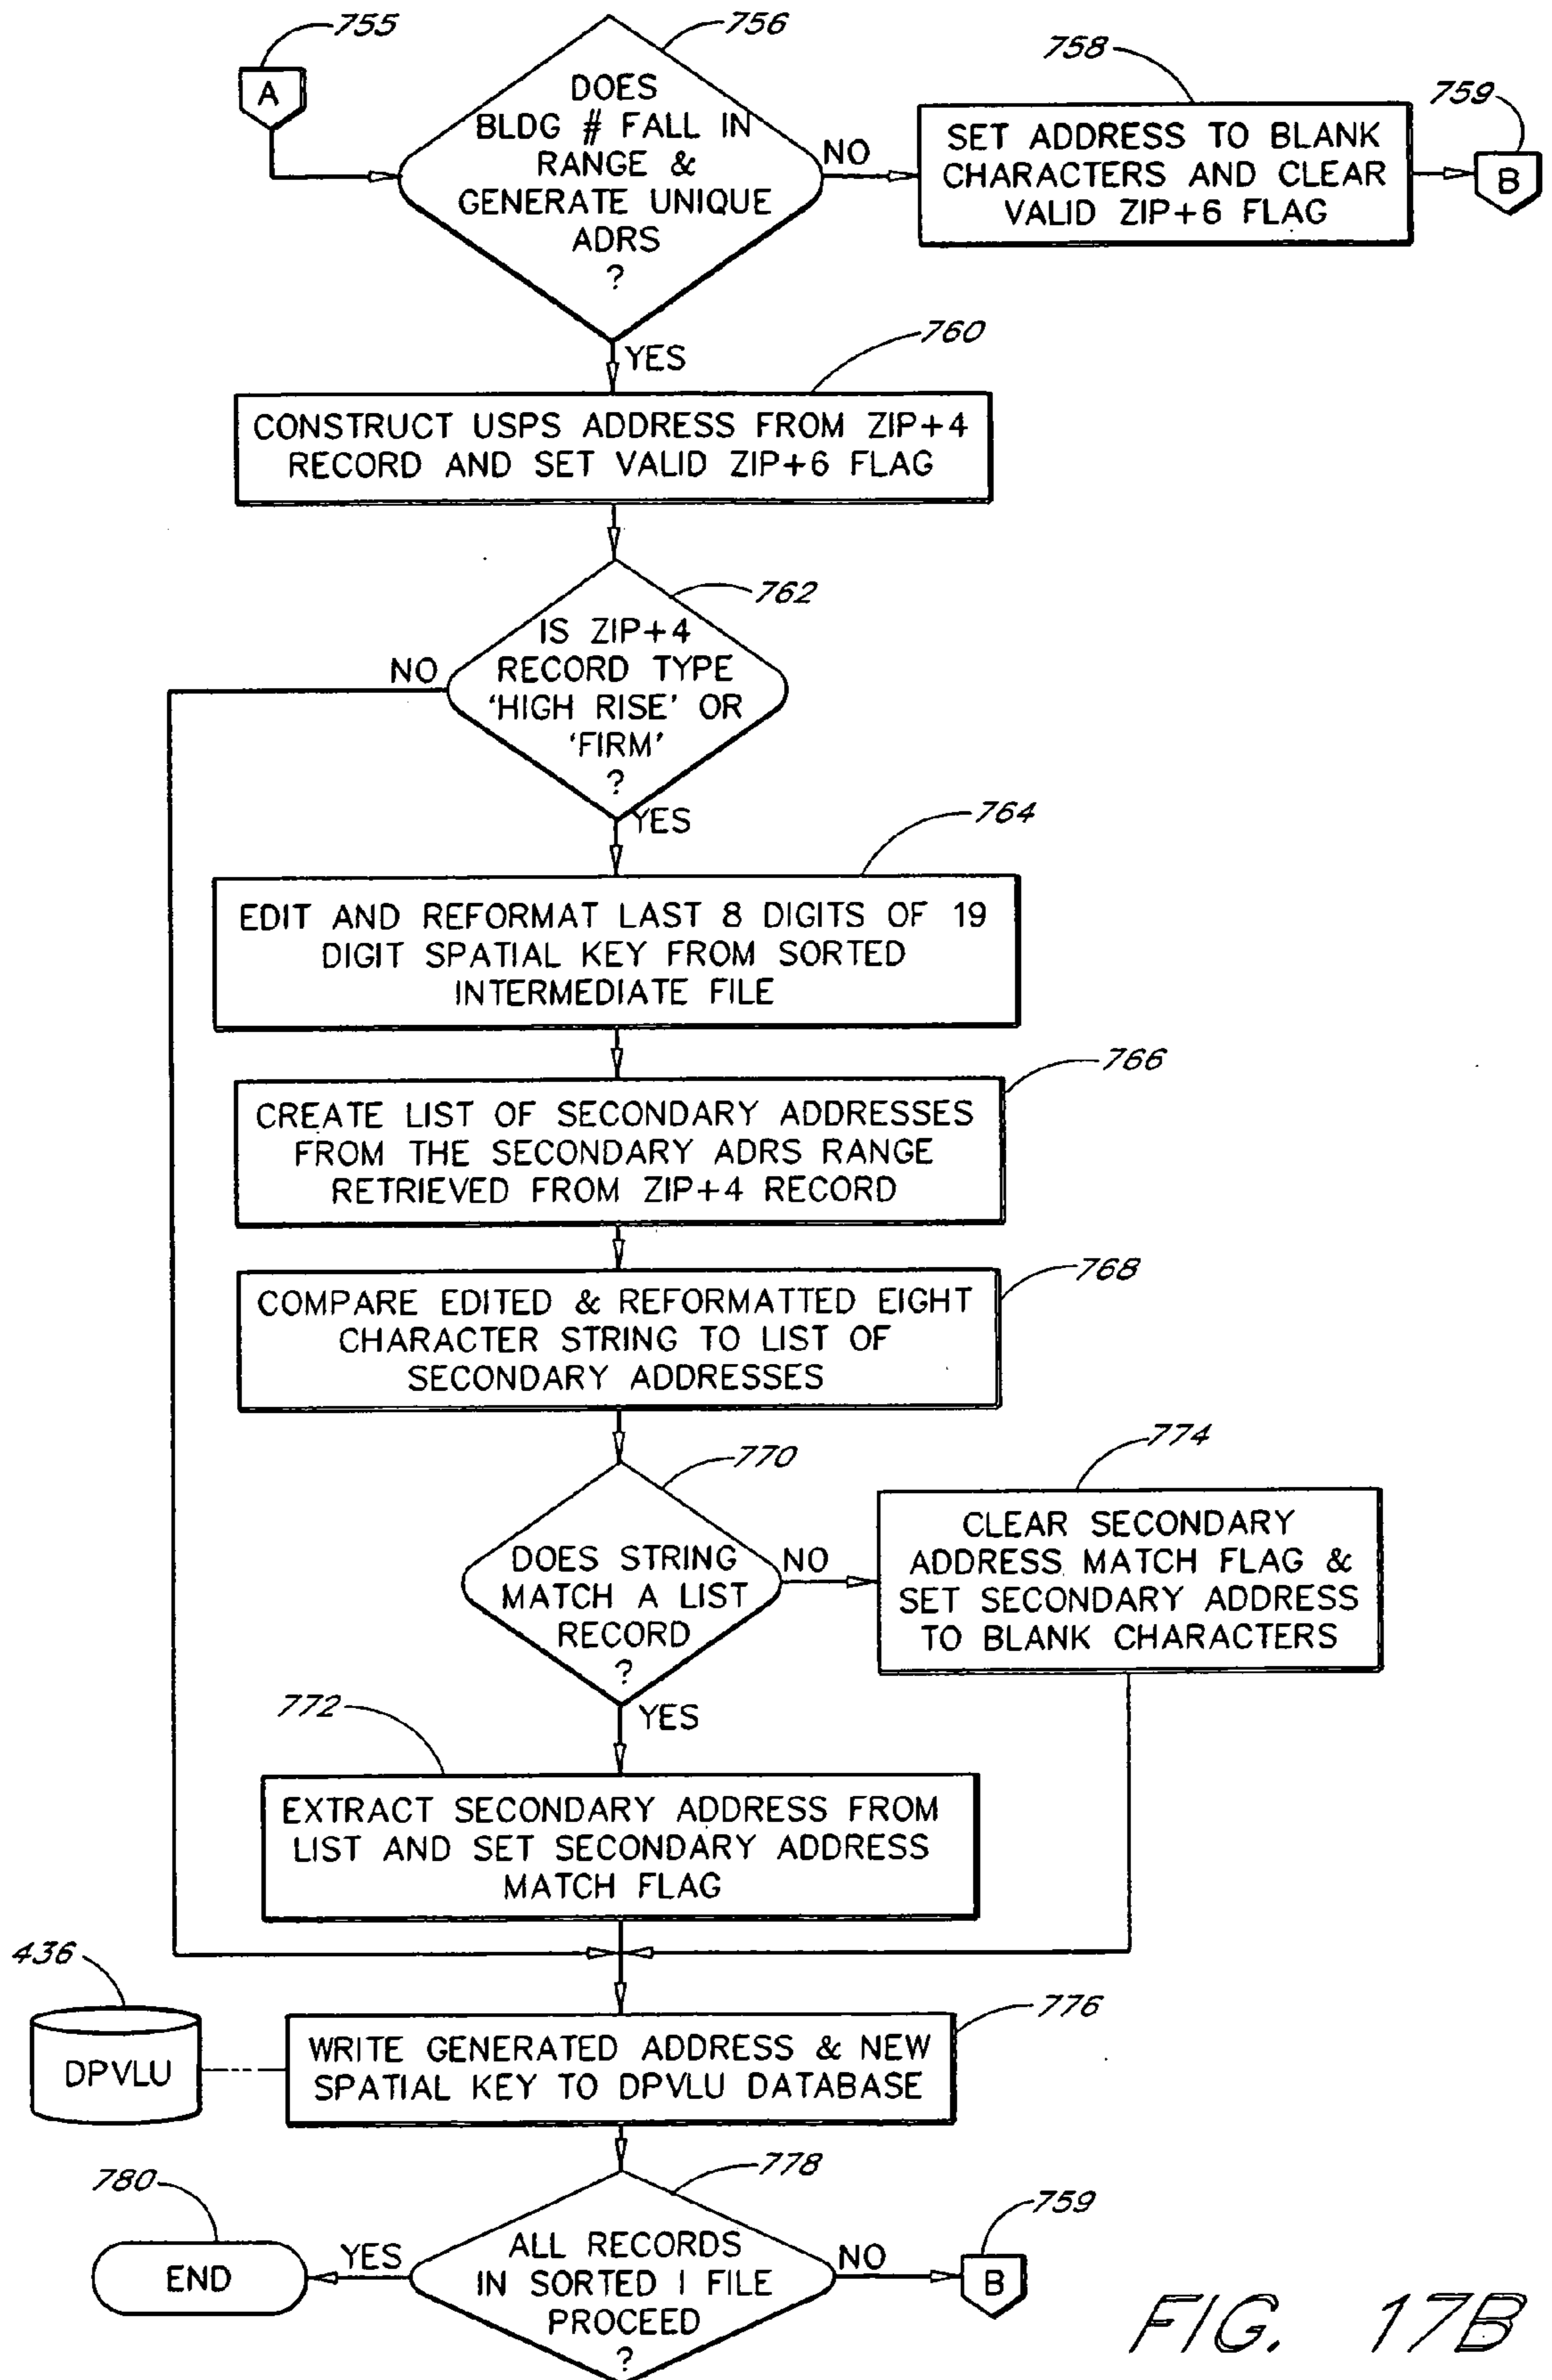 755
A
756
DOES
BLDG # FALL IN
RANGE &
GENERATE UNIQUE
ADRS
?
NO
758
SET ADDRESS TO BLANK
CHARACTERS AND CLEAR
VALID ZIP+6 FLAG
759
B
YES
760
CONSTRUCT USPS ADDRESS FROM ZIP+4
RECORD AND SET VALID ZIP+6 FLAG
762
IS ZIP+4
RECORD TYPE
'HIGH RISE' OR
'FIRM'
?
NO
YES
764
EDIT AND REFORMAT LAST 8 DIGITS OF 19
DIGIT SPATIAL KEY FROM SORTED
INTERMEDIATE FILE
766
CREATE LIST OF SECONDARY ADDRESSES
FROM THE SECONDARY ADRS RANGE
RETRIEVED FROM ZIP+4 RECORD
768
COMPARE EDITED & REFORMATTED EIGHT
CHARACTER STRING TO LIST OF
SECONDARY ADDRESSES
770
DOES STRING
MATCH A LIST
RECORD
?
NO
774
CLEAR SECONDARY
ADDRESS MATCH FLAG &
SET SECONDARY ADDRESS
TO BLANK CHARACTERS
YES
772
EXTRACT SECONDARY ADDRESS FROM
LIST AND SET SECONDARY ADDRESS
MATCH FLAG
436
DPVLU
776
WRITE GENERATED ADDRESS & NEW
SPATIAL KEY TO DPVLU DATABASE
778
ALL RECORDS
IN SORTED I FILE
PROCEED
?
YES
780
END
NO
759
B
FIG. 17B